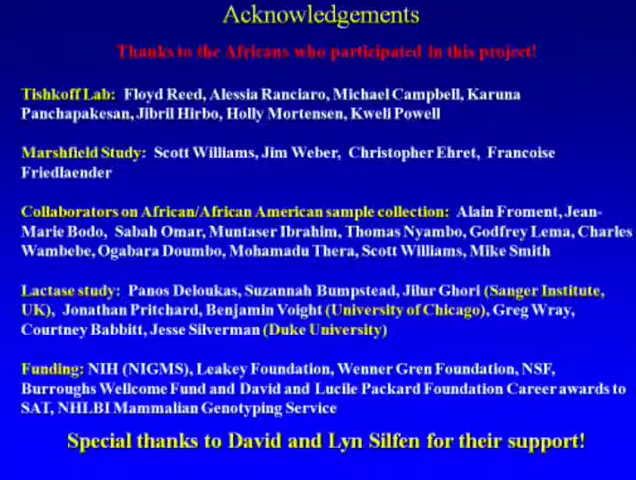 Acknowledgements
Thanks to the Africans who participated in this project!
Tishkoff Lab: Floyd Reed, Alessia Ranciaro, Michael Campbell, Karuna
Panchapakesan, Jibril Hirbo, Holly Mortensen, Kweli Powell
Marshfield Study: Scott Williams, Jim Weber, Christopher Ehret, Francoise
Friedlaender
Collaborators on African/African American sample collection: Alain Froment, Jean-
Marie Bodo, Sabah Omar, Muntaser Ibrahim, Thomas Nyambo, Godfrey Lema, Charles
Wambebe, Ogabara Doumbo, Mohamadu Thera, Scott Williams, Mike Smith
Lactase study: Panos Deloukas, Suzannah Bumpstead, Jilur Ghori (Sanger Institute,
UK), Jonathan Pritchard, Benjamin Voight (University of Chicago), Greg Wray,
Courtney Babbitt, Jesse Silverman (Duke University)
Funding: NIH (NIGMS), Leakey Foundation, Wenner Gren Foundation, NSF,
Burroughs Wellcome Fund and David and Lucile Packard Foundation Career awards to
SAT, NHLBI Mammalian Genotyping Service
Special thanks to David and Lyn Silfen for their support!